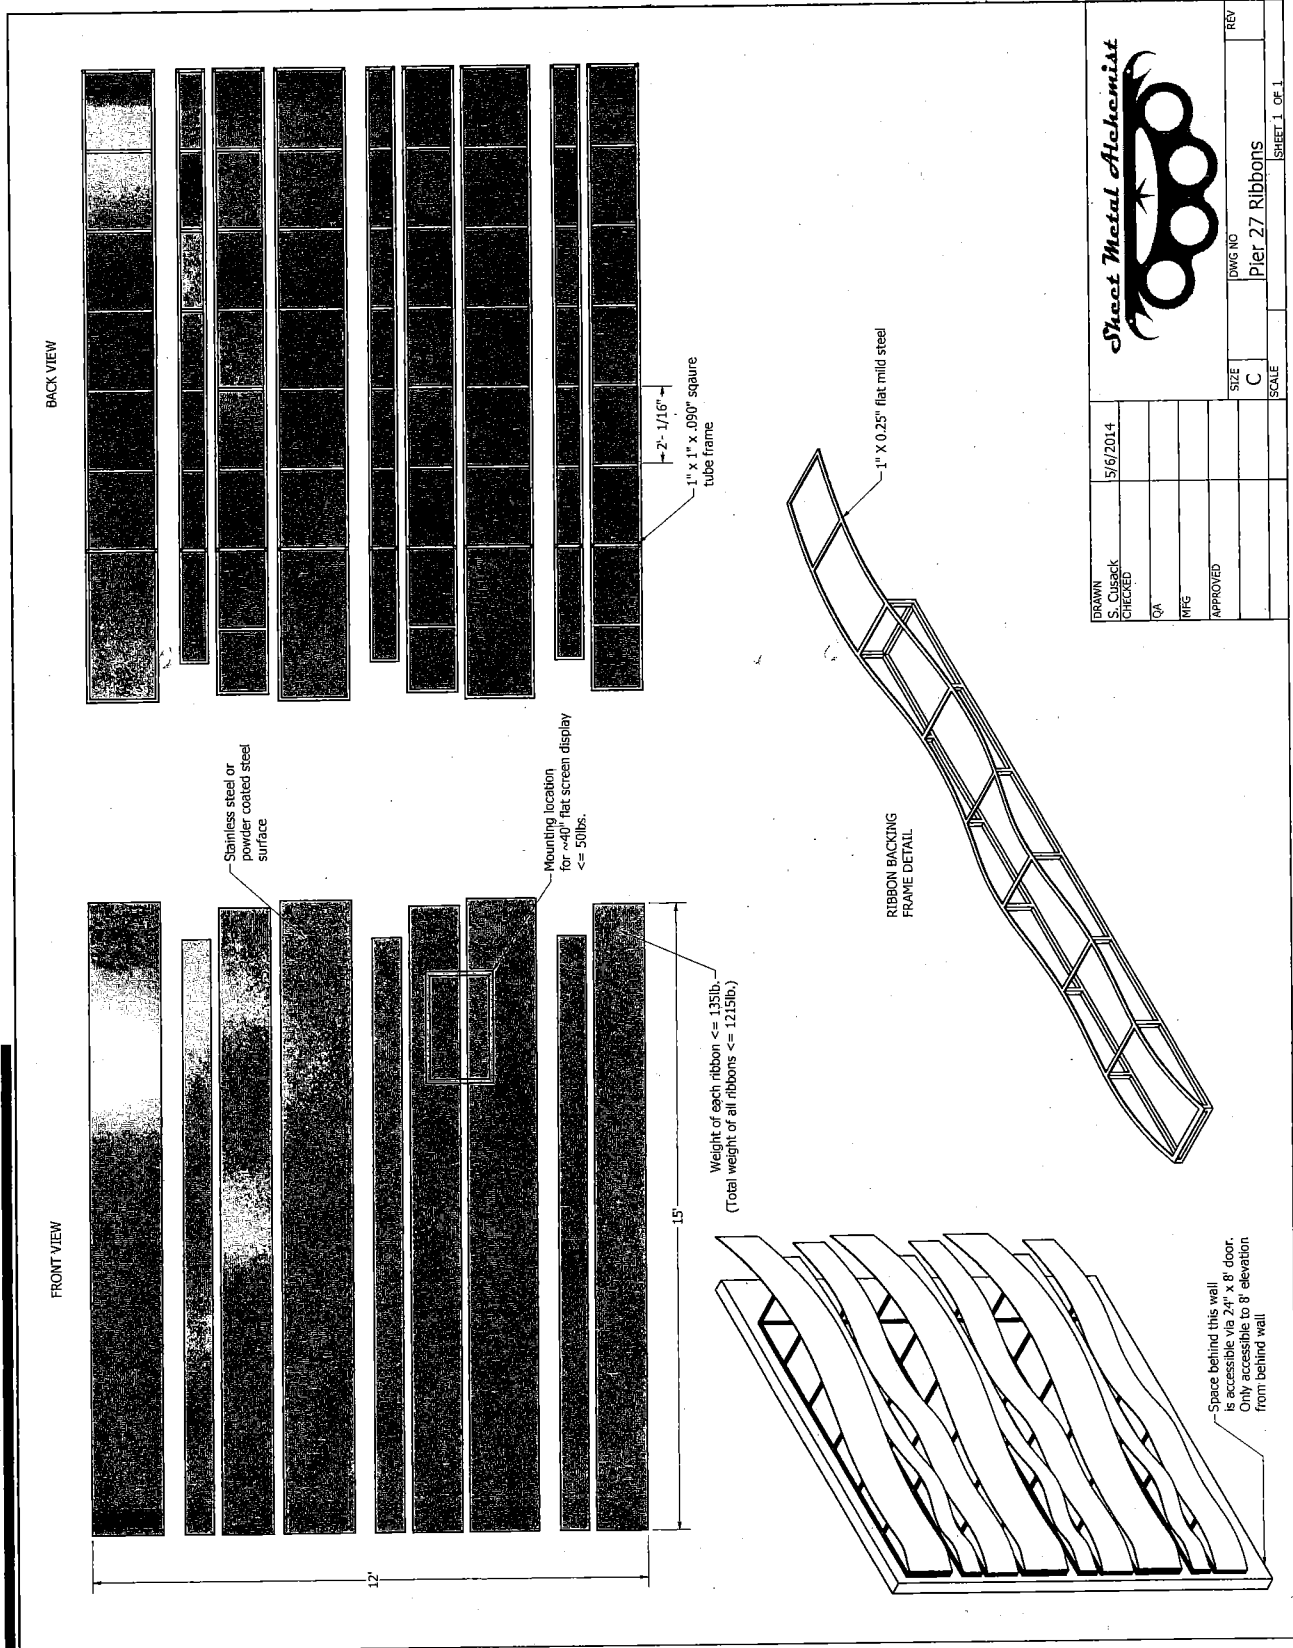 BACK VIEW
2'- 1/16"
1" x 1" x .090" sqaure
tube frame
FRONT VIEW
Stainless steel or
powder coated steel
surface
Mounting location
for ~40" flat screen display
<= 50lbs.
Weight of each ribbon <= 135lb.
(Total weight of all ribbons <= 1215lb.)
15'
12'
RIBBON BACKING
FRAME DETAIL
1" X 0.25" flat mild steel
Space behind this wall
is accessible via 24" x 8' door.
Only accessible to 8' elevation
from behind wall
DRAWN
S. Cusack
5/6/2014
CHECKED
QA
MFG
APPROVED
Sheet Metal Alchemist
SIZE
C
DWG NO
Pier 27 Ribbons
REV
SCALE
SHEET 1 OF 1